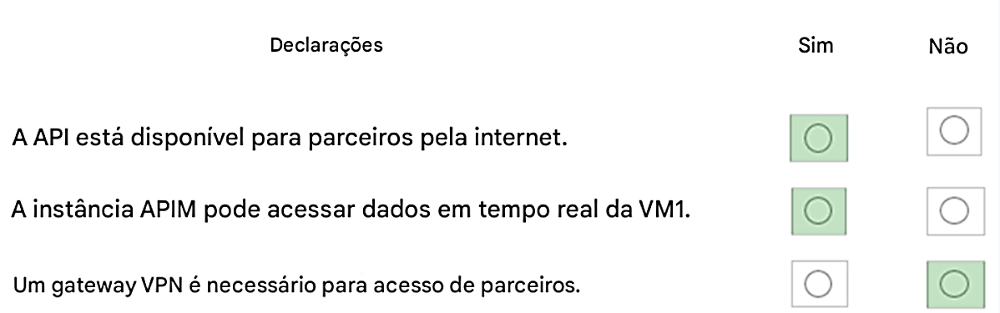 Declarações Sim Não
A API está disponível para parceiros pela internet.
A instância APIM pode acessar dados em tempo real da VM1.
Um gateway VPN é necessário para acesso de parceiros.